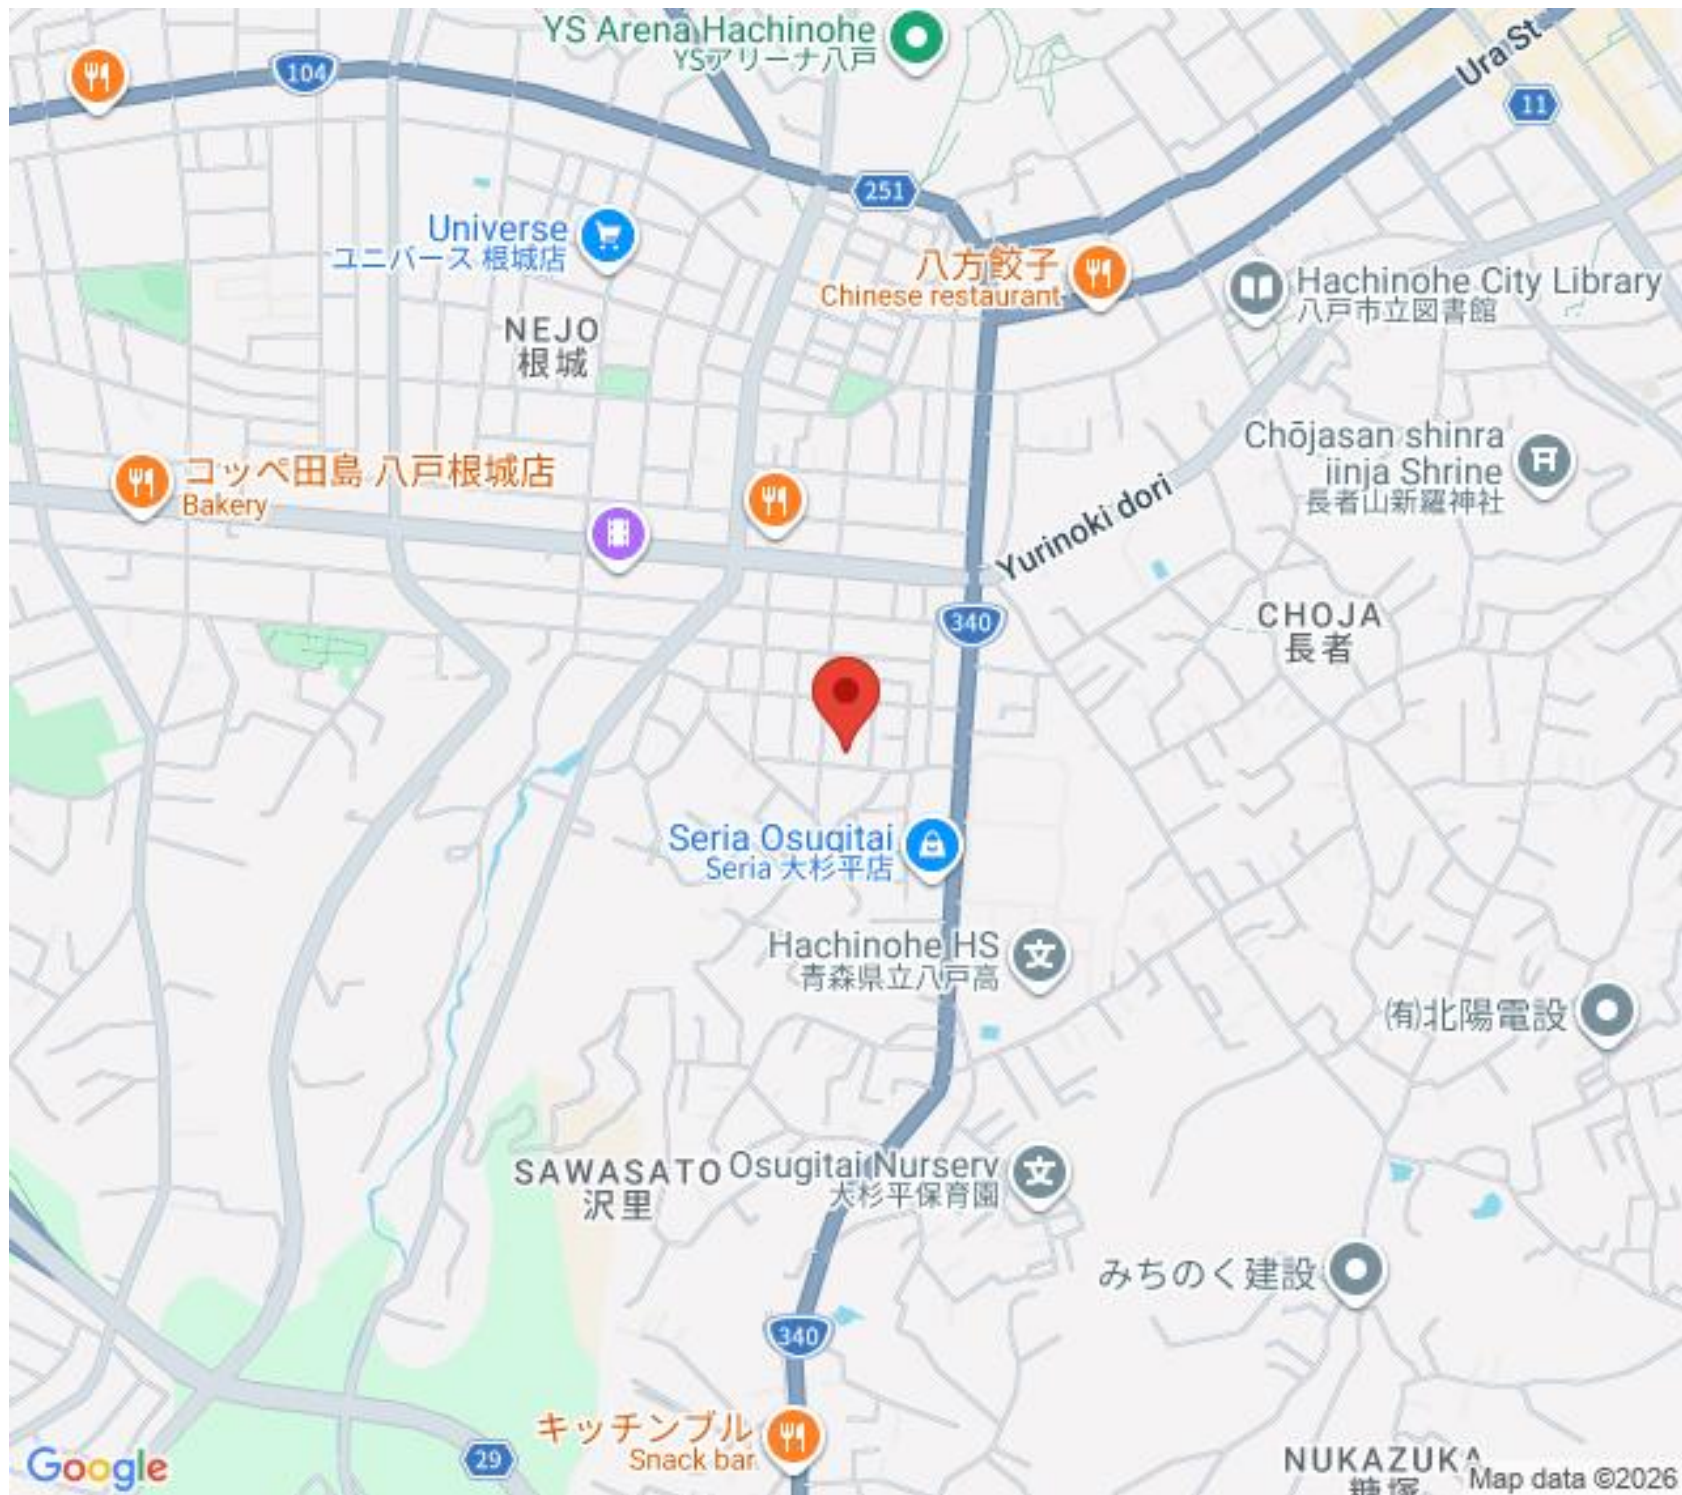 YS Arena Hachinohe
YSアリーナ八戸
104
Ura St
11
251
Universe
ユニバース 根城店
八方餃子
Chinese restaurant
Hachinohe City Library
八戸市立図書館
NEJO
根城
Chōjasan shinra
jinja Shrine
長者山新羅神社
コッペ田島 八戸根城店
Bakery
Yurinoki dori
340
CHOJA
長者
Seria Osugitai
Seria 大杉平店
Hachinohe HS
青森県立八戸高
㈲北陽電設
SAWASATO
沢里
Osugitai Nursery
大杉平保育園
みちのく建設
340
キッチンブル
Snack bar
29
NUKAZUKA
糠塚
Google
Map data ©2026